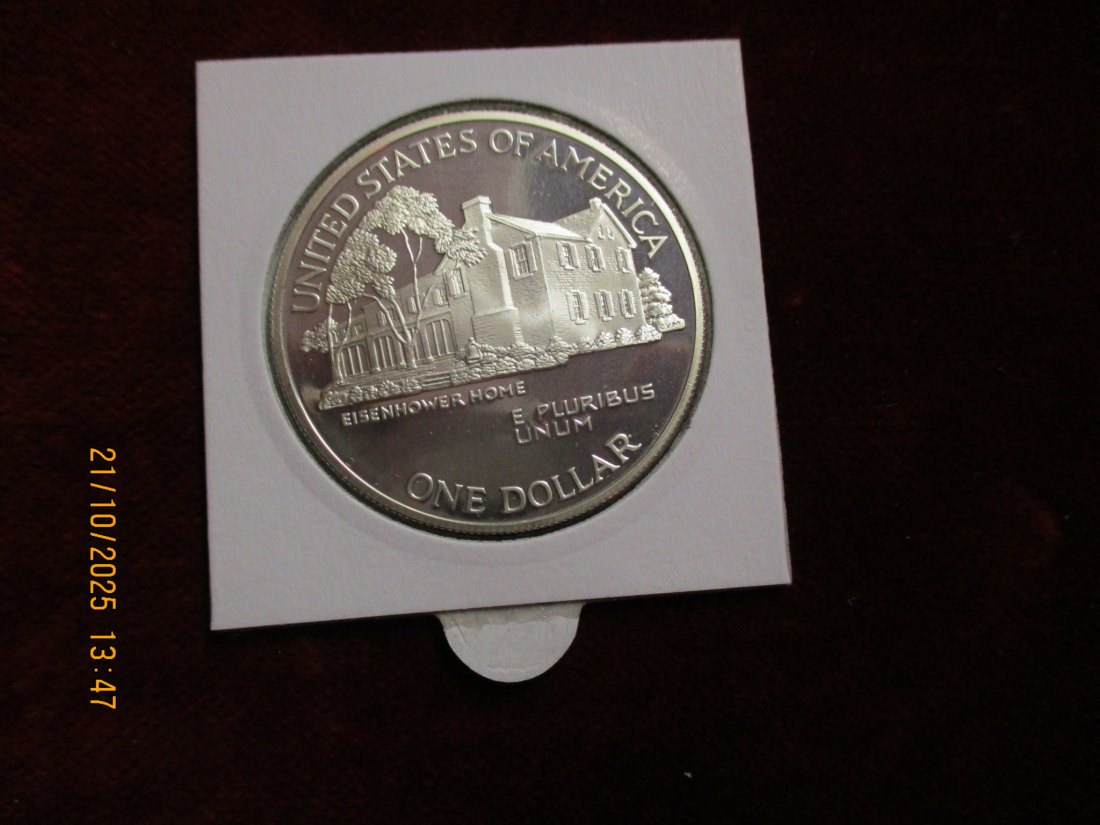 UNITED STATES OF AMERICA
EISENHOWER HOME
E PLURIBUS
UNUM
ONE DOLLAR
21/10/2025 13:47